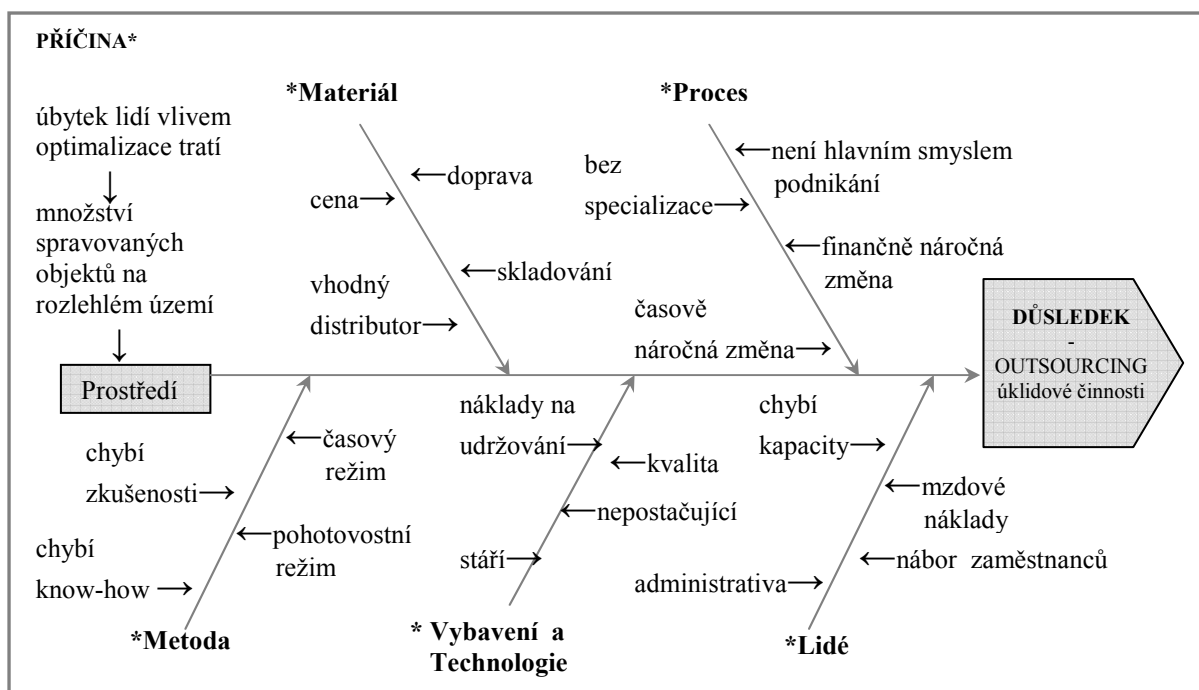 PŘÍČINA*
*Materiál
*Proces
úbytek lidí vlivem
optimalizace tratí
množství
spravovaných
objektů na
rozlehlém území
Prostředí
doprava
cena
skladování
vhodný
distributor
není hlavním smyslem
podnikání
bez
specializace
finančně náročná
změna
časově
náročná změna
DŮSLEDEK
-
OUTSOURCING
úklidové činnosti
časový
režim
chybí
zkušenosti
pohotovostní
režim
chybí
know-how
*Metoda
náklady na
udržování
kvalita
nepostačující
stáří
* Vybavení a
Technologie
chybí
kapacity
mzdové
náklady
nábor zaměstnanců
administrativa
*Lidé